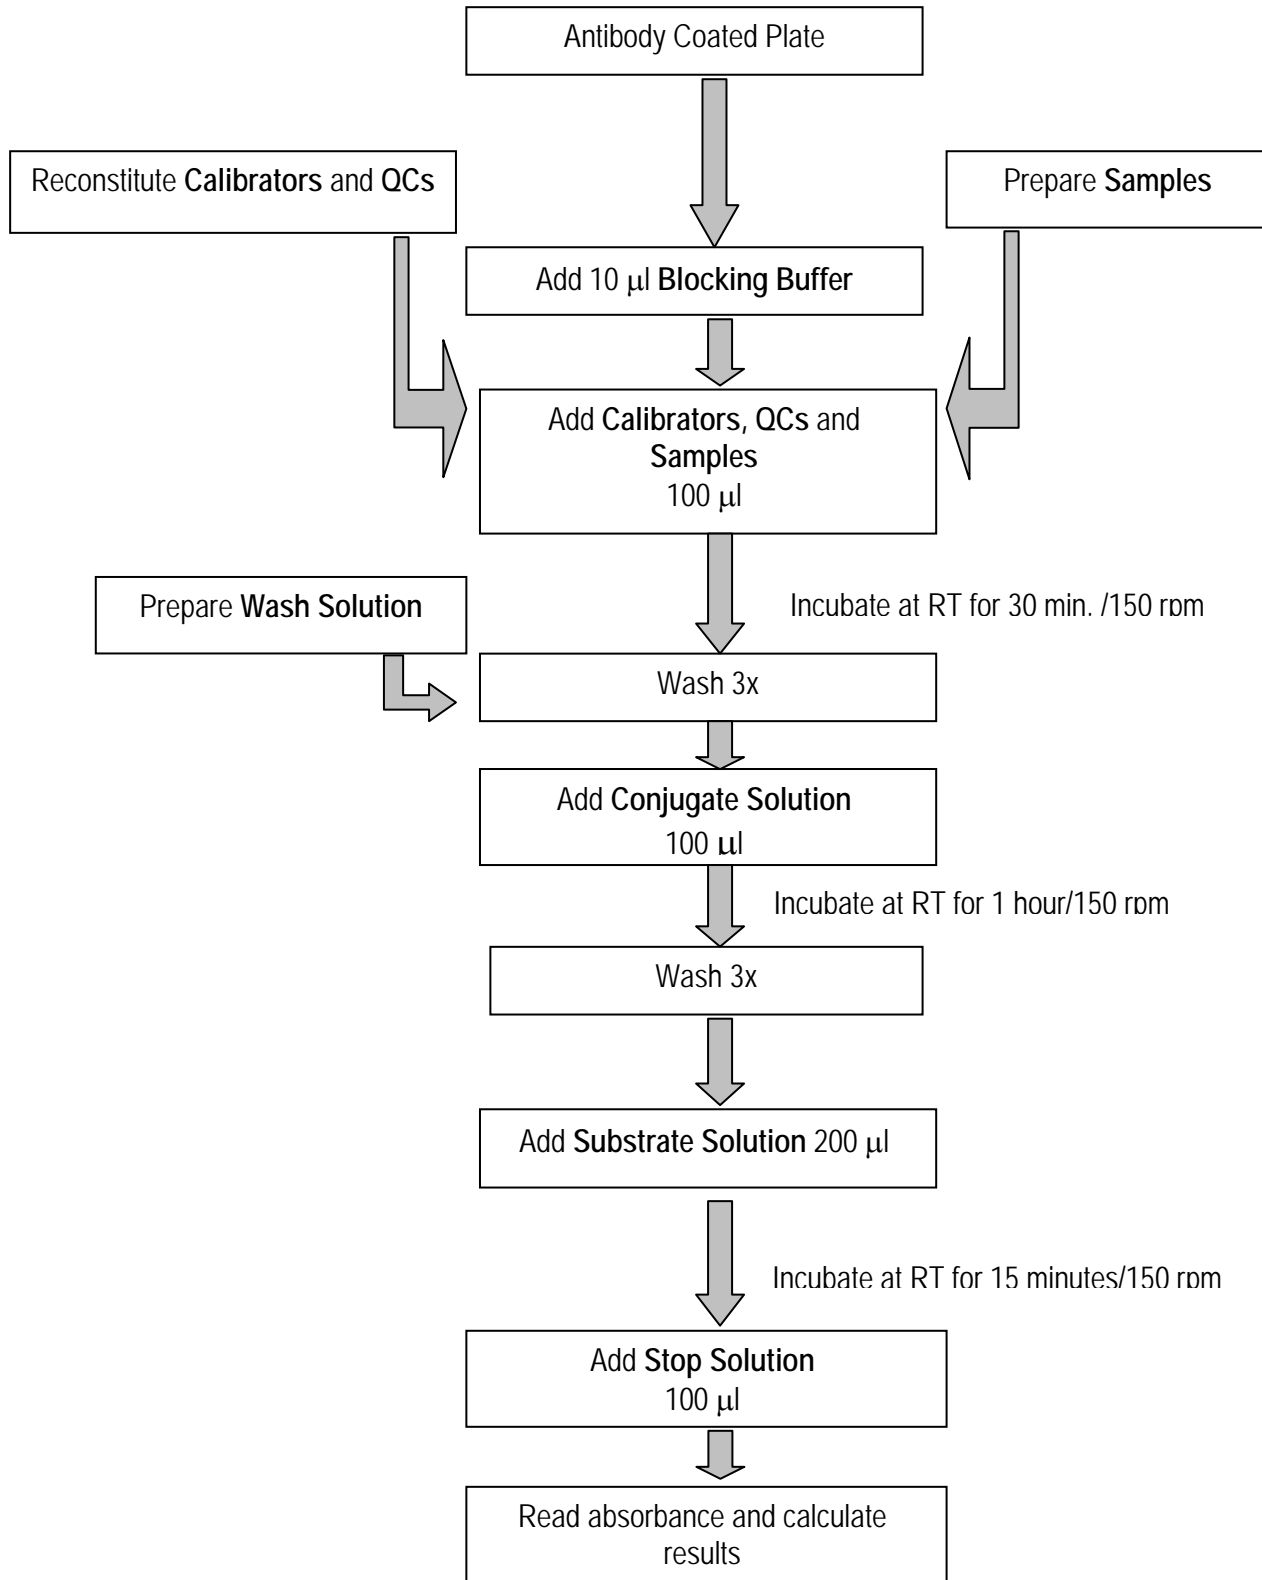 Antibody Coated Plate
Reconstitute Calibrators and QCs
Prepare Samples
Add 10 μl Blocking Buffer
Add Calibrators, QCs and
Samples
100 μl
Incubate at RT for 30 min. /150 rpm
Prepare Wash Solution
Wash 3x
Add Conjugate Solution
100 μl
Incubate at RT for 1 hour/150 rpm
Wash 3x
Add Substrate Solution 200 μl
Incubate at RT for 15 minutes/150 rpm
Add Stop Solution
100 μl
Read absorbance and calculate
results